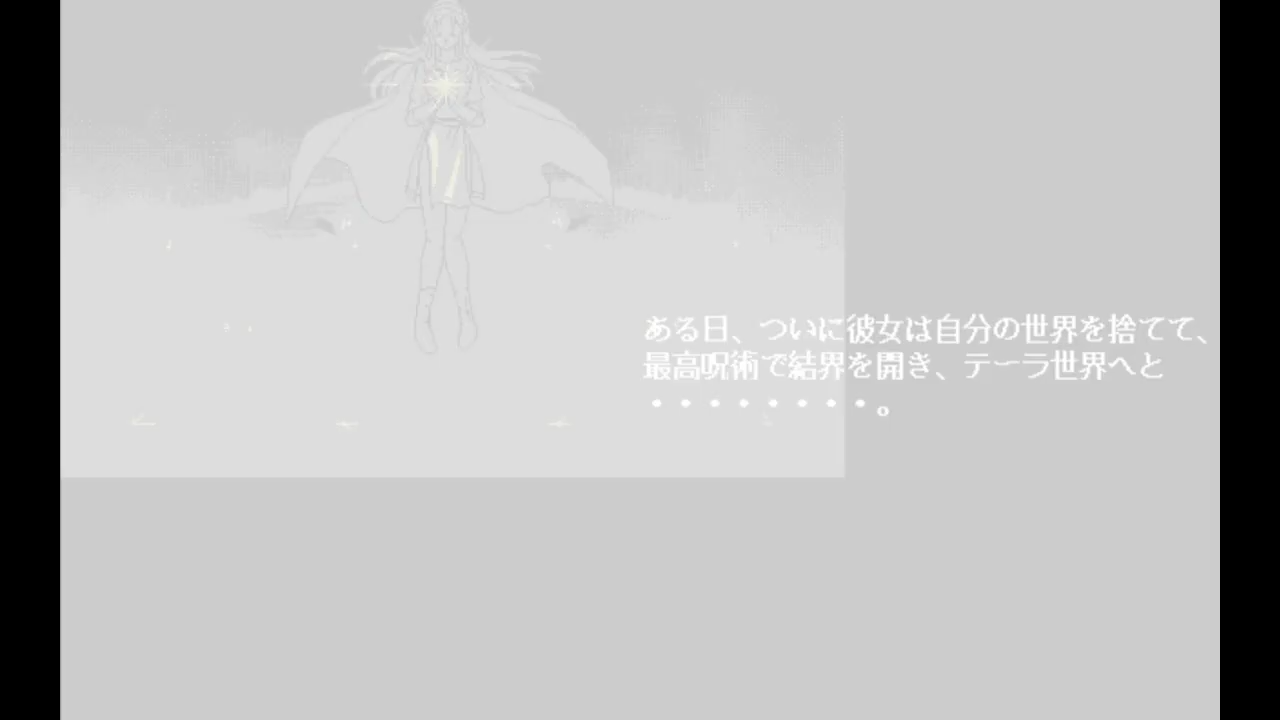 ある日、ついに彼女は自分の世界を捨てて、
最高呪術で結界を開き、テーラ世界へと
・・・・・・・・。